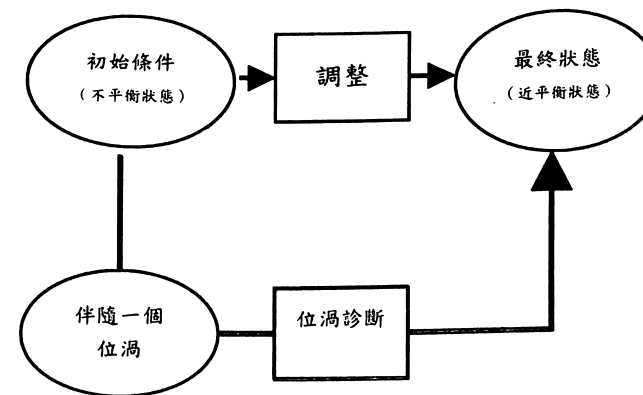 初始條件
(不平衡狀態)
調整
最終狀態
(近平衡狀態)
伴隨一個
位渦
位渦診斷